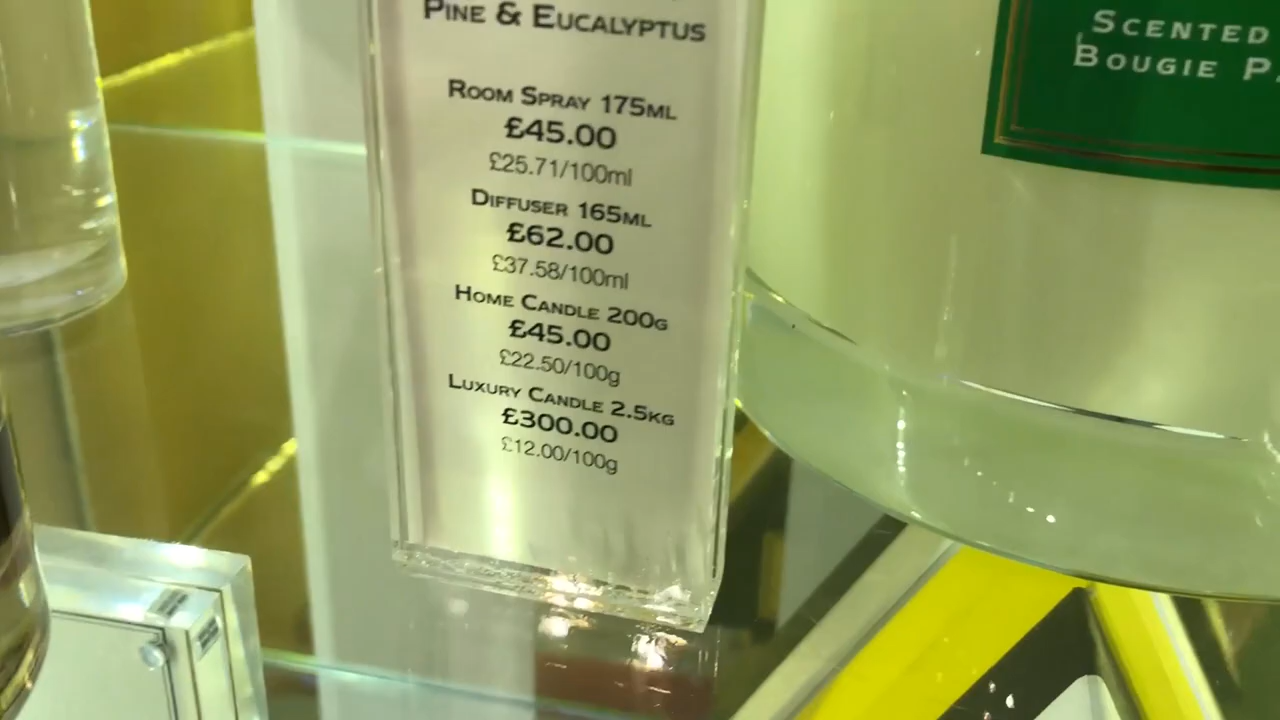 PINE & EUCALYPTUS
ROOM SPRAY 175ML
£45.00
£25.71/100ml
DIFFUSER 165ML
£62.00
£37.58/100ml
HOME CANDLE 200G
£45.00
£22.50/100g
LUXURY CANDLE 2.5KG
£300.00
£12.00/100g
SCENTED
BOUGIE P